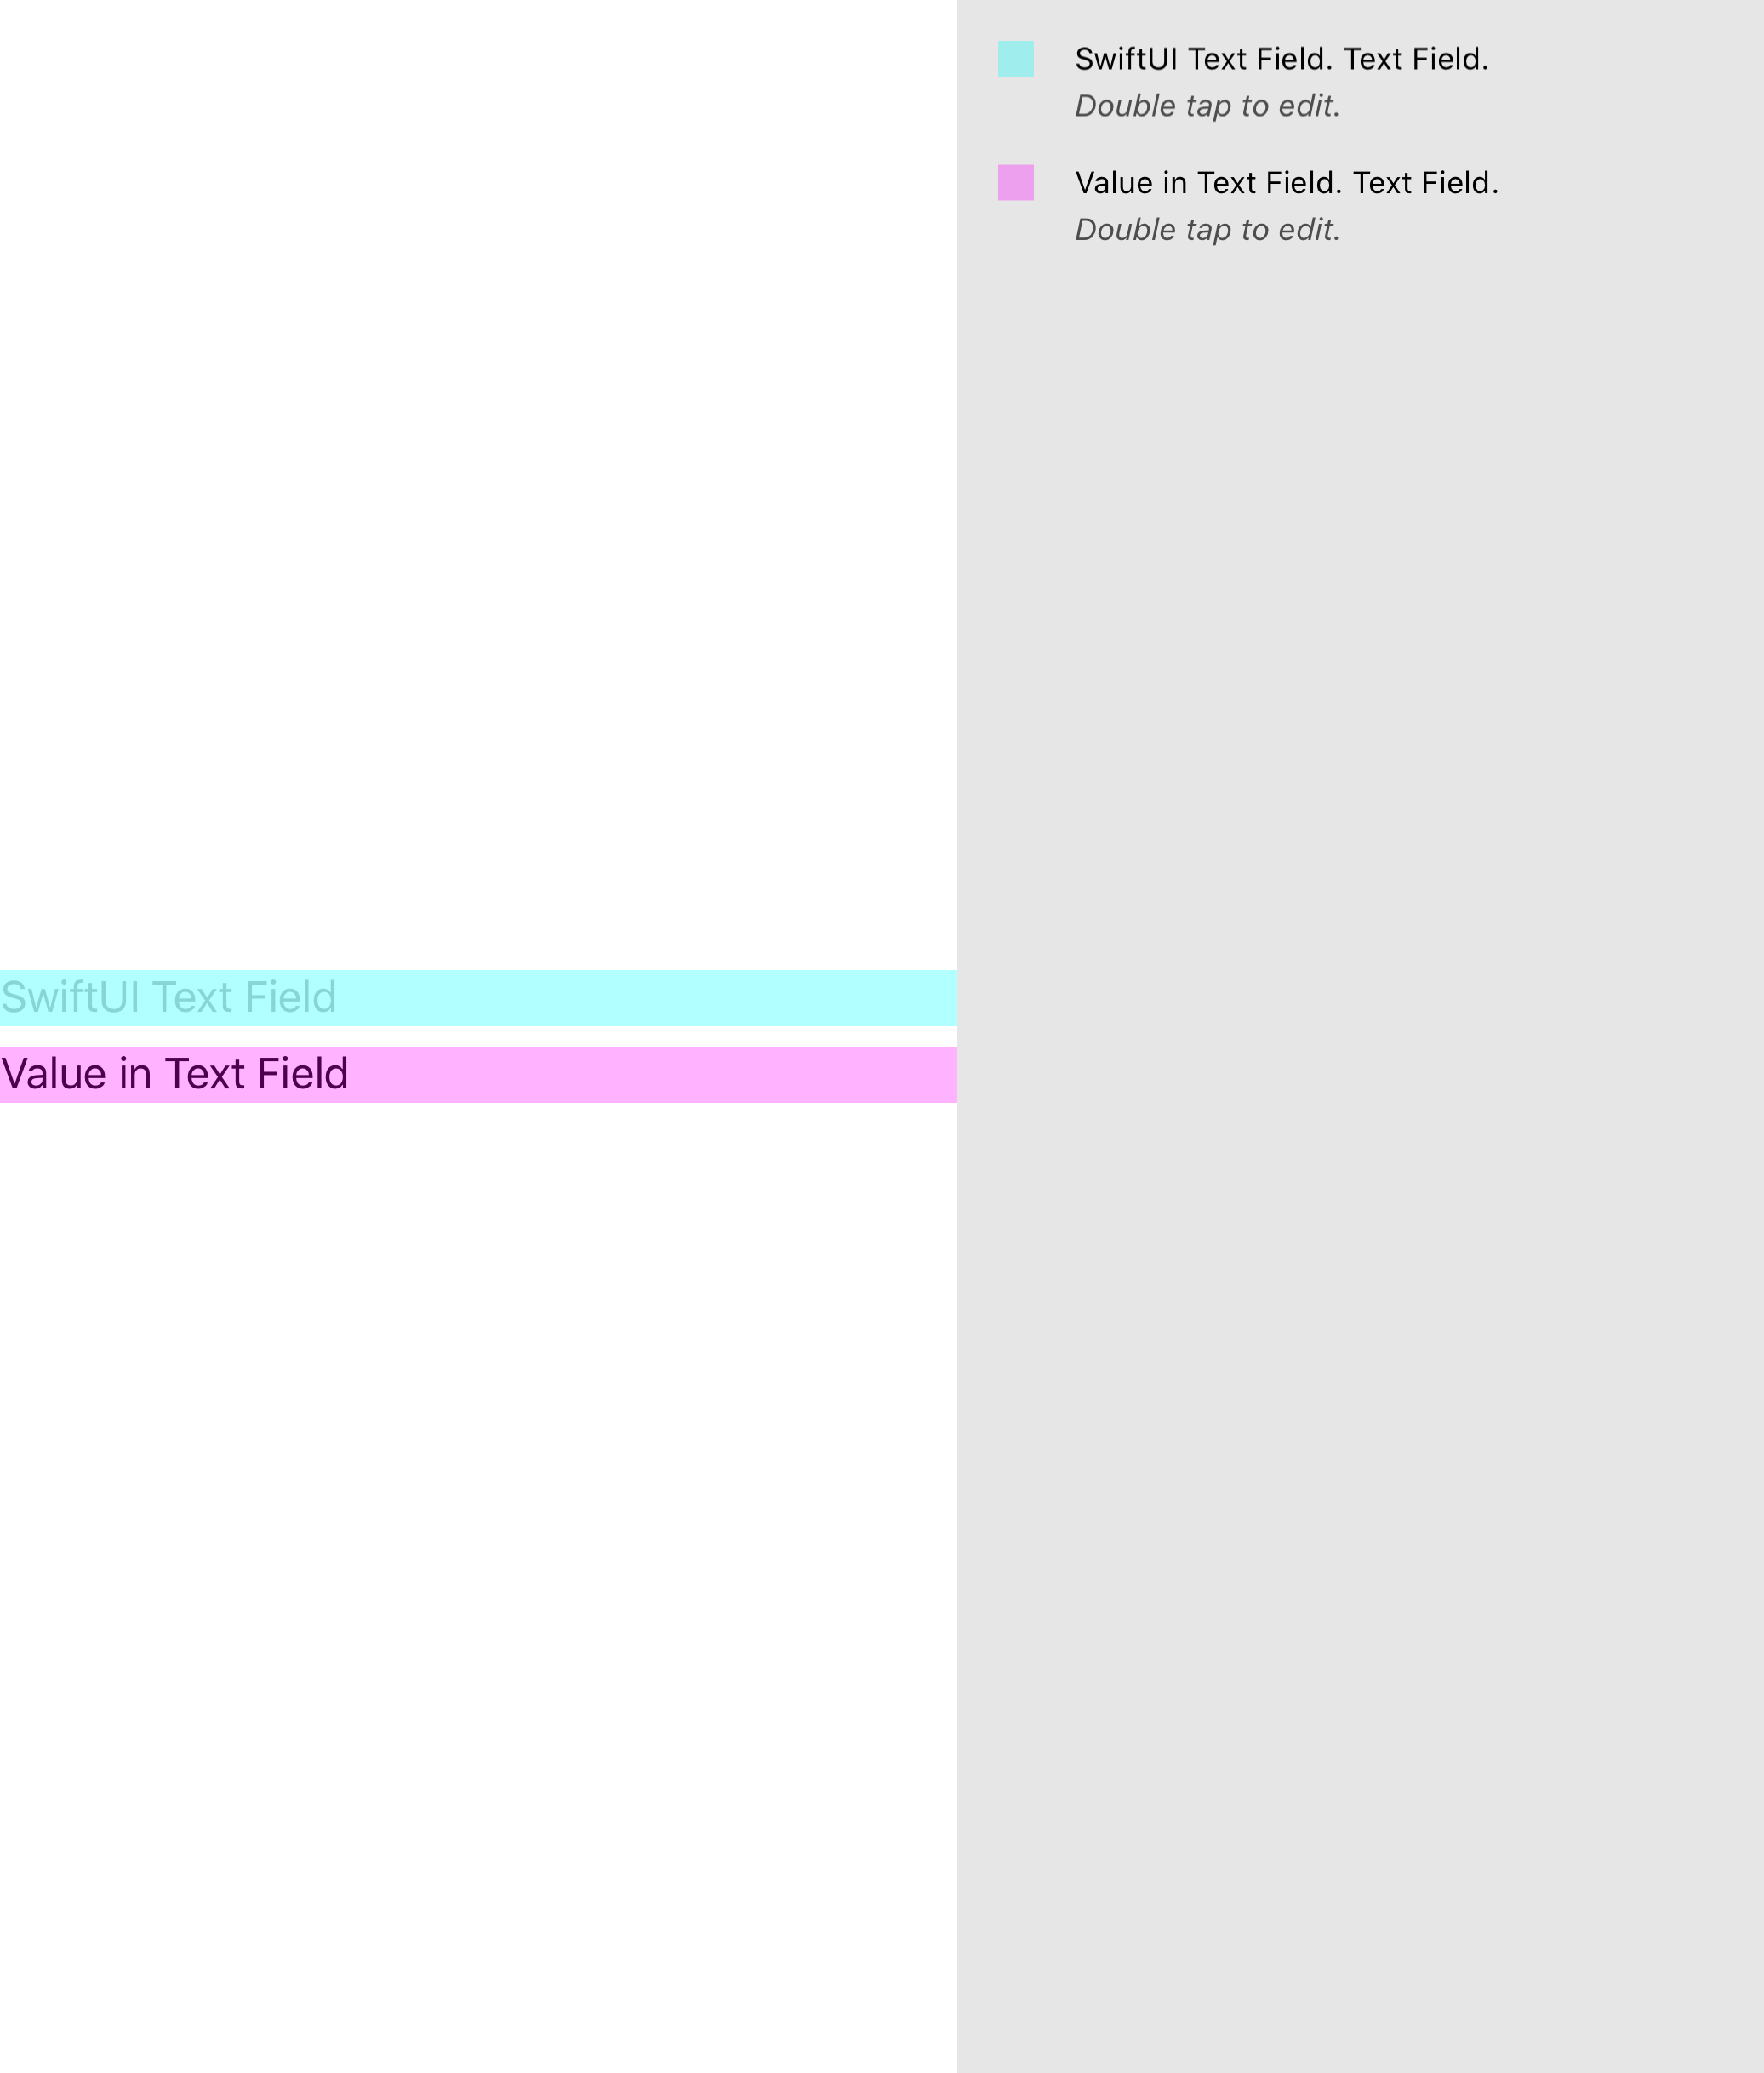 SwiftUI Text Field
Value in Text Field
SwiftUI Text Field. Text Field.
Double tap to edit.
Value in Text Field. Text Field.
Double tap to edit.